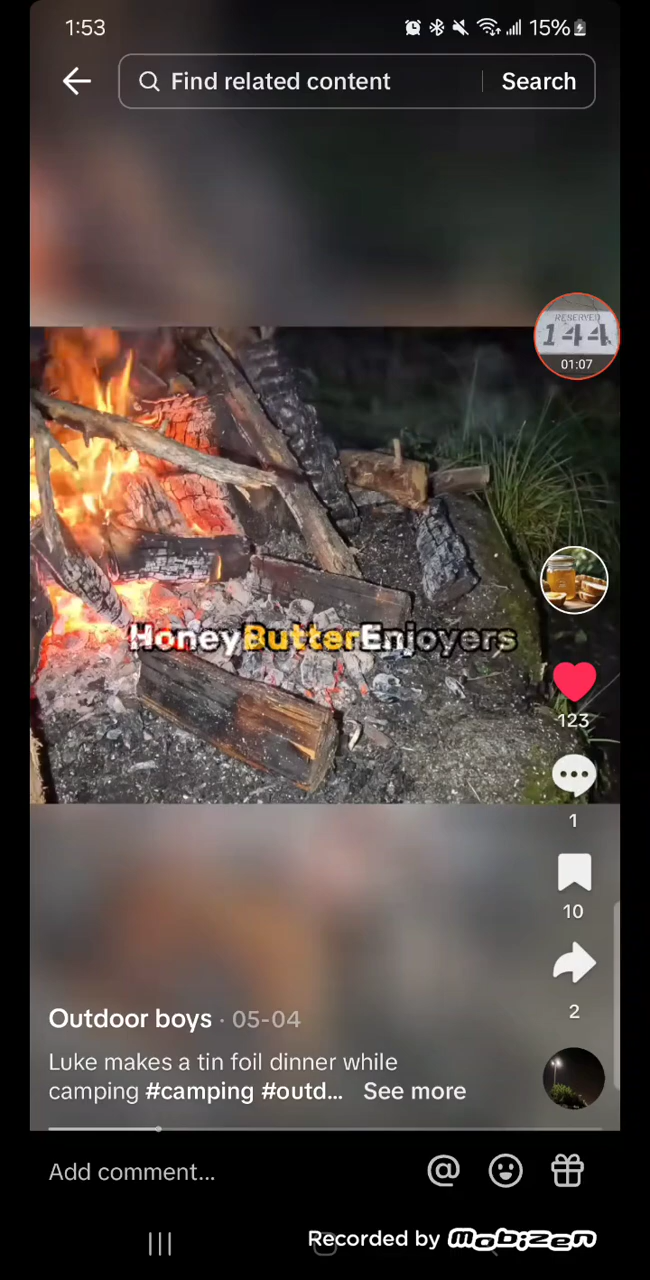 1:53
15%
Find related content
Search
RESERVED
144
01:07
HoneyButterEnjoyers
123
1
10
2
Outdoor boys · 05-04
Luke makes a tin foil dinner while
camping #camping #outd... See more
Add comment...
Recorded by mobizen